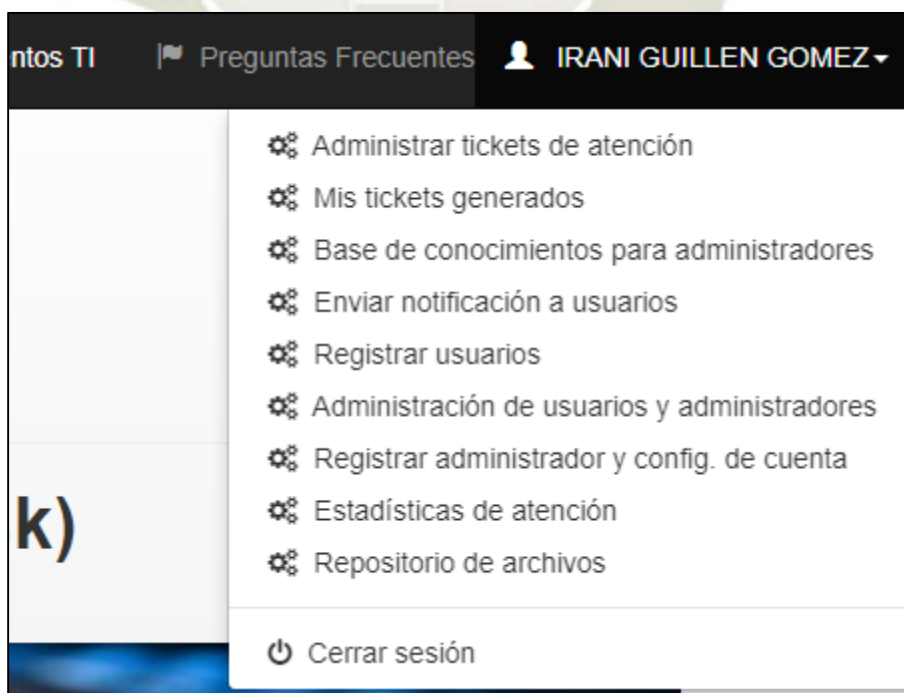 ntos TI Preguntas Frecuentes IRANI GUILLEN GOMEZ
Administrar tickets de atención
Mis tickets generados
Base de conocimientos para administradores
Enviar notificación a usuarios
Registrar usuarios
Administración de usuarios y administradores
Registrar administrador y config. de cuenta
Estadísticas de atención
k)
Repositorio de archivos
Cerrar sesión